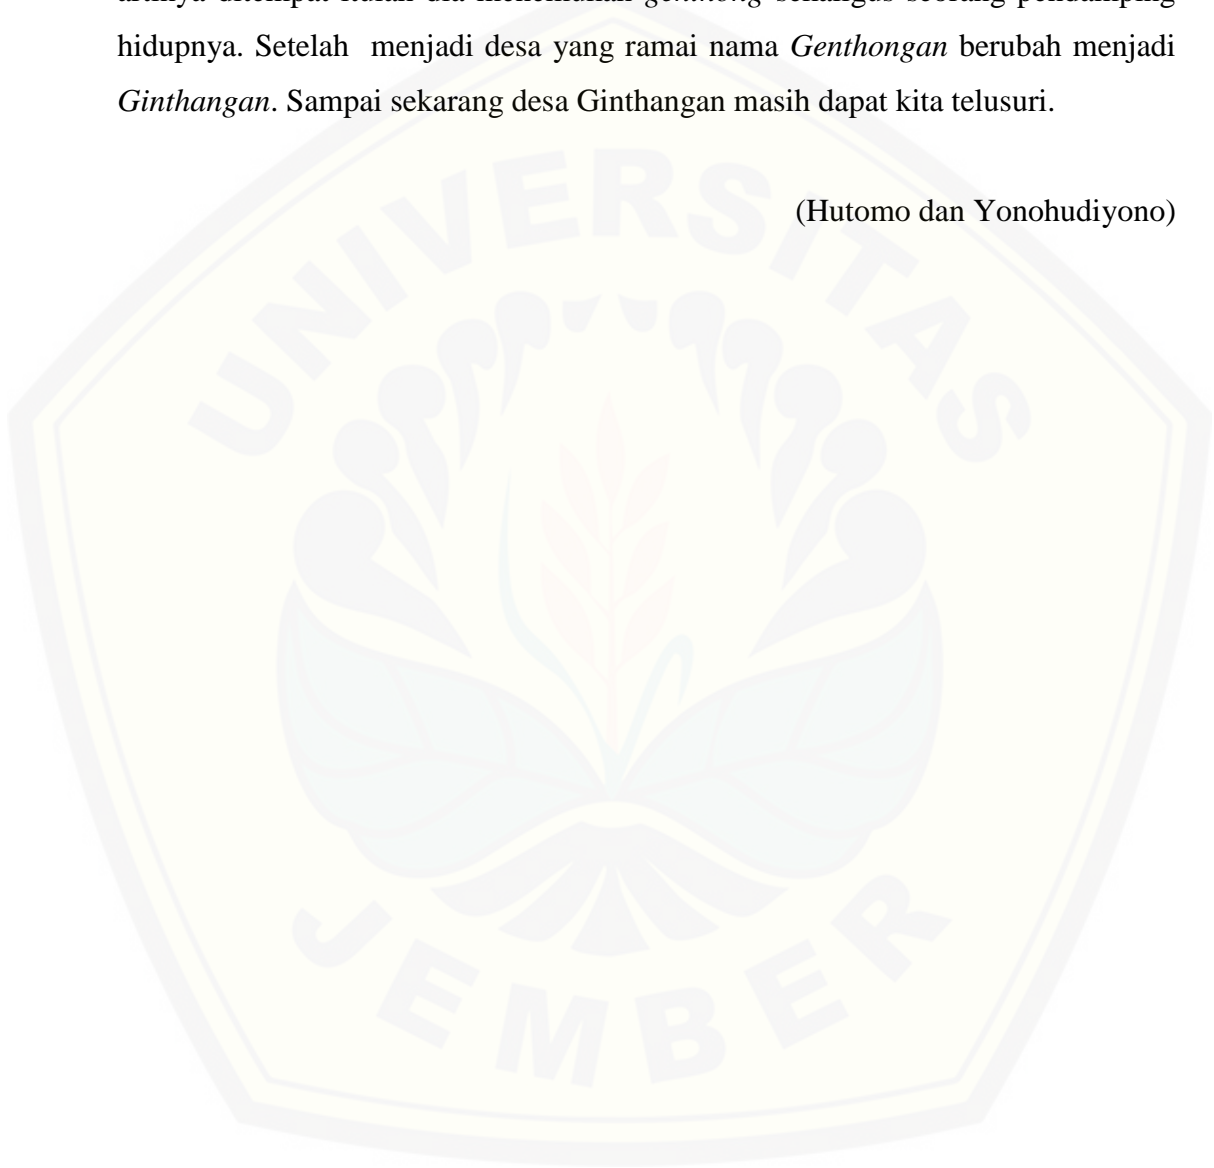 hidupnya. Setelah menjadi desa yang ramai nama Genthongan berubah menjadi
Ginthangan. Sampai sekarang desa Ginthangan masih dapat kita telusuri.
(Hutomo dan Yonohudiyono)
UNIVERSITAS
JEMBER